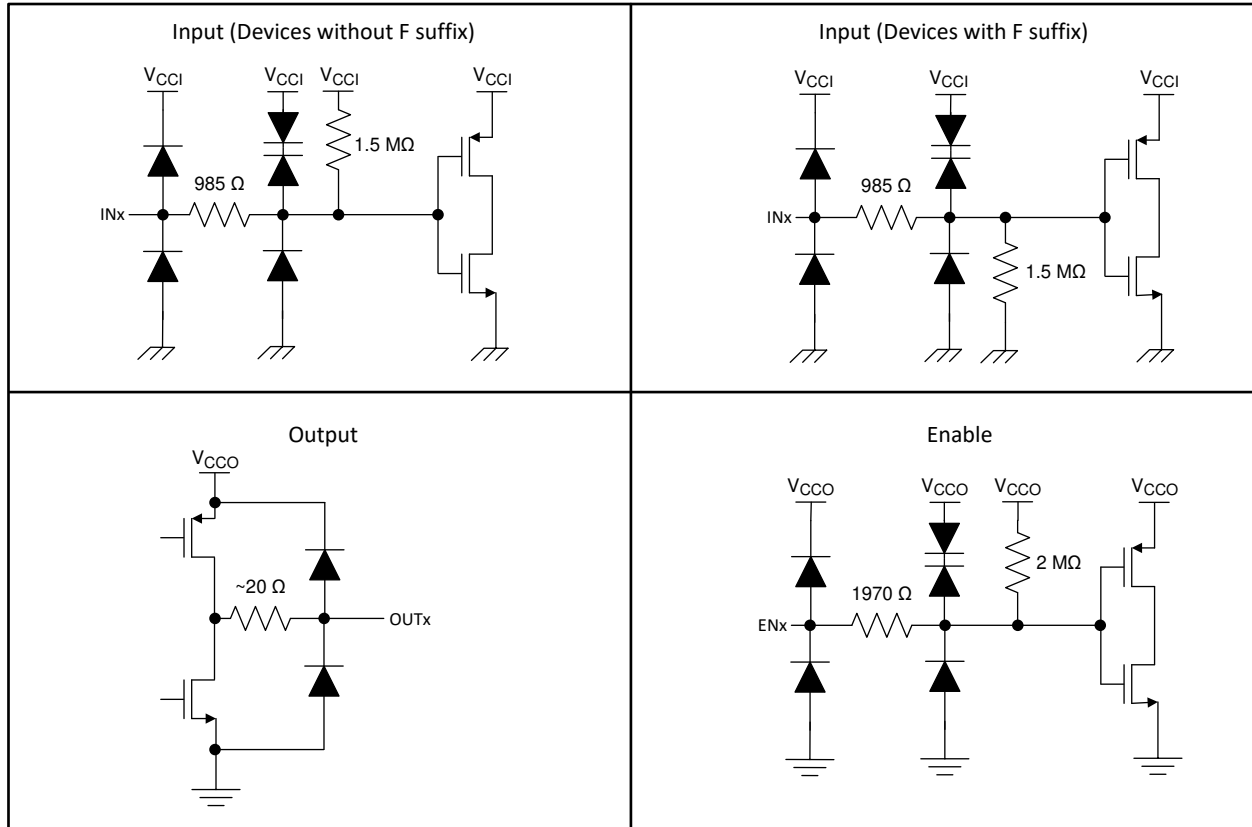 Input (Devices without F suffix)
VCCI VCCI VCCI VCCI
1.5 MΩ
985 Ω
INx
Input (Devices with F suffix)
VCCI VCCI VCCI
985 Ω
INx
1.5 MΩ
Output
VCCO
~20 Ω
OUTx
Enable
VCCO VCCO VCCO VCCO
2 MΩ
1970 Ω
ENx